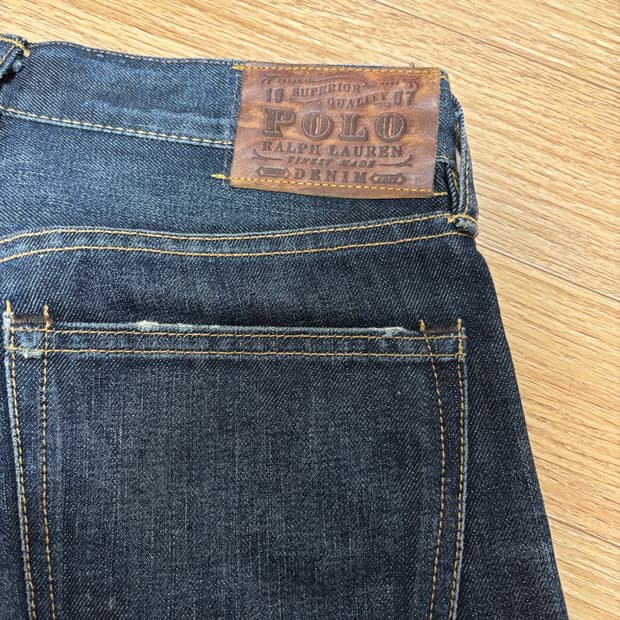 SUPERIOR
19 QUALITY 67
POLO
RALPH LAUREN
FINEST MADE
DENIM